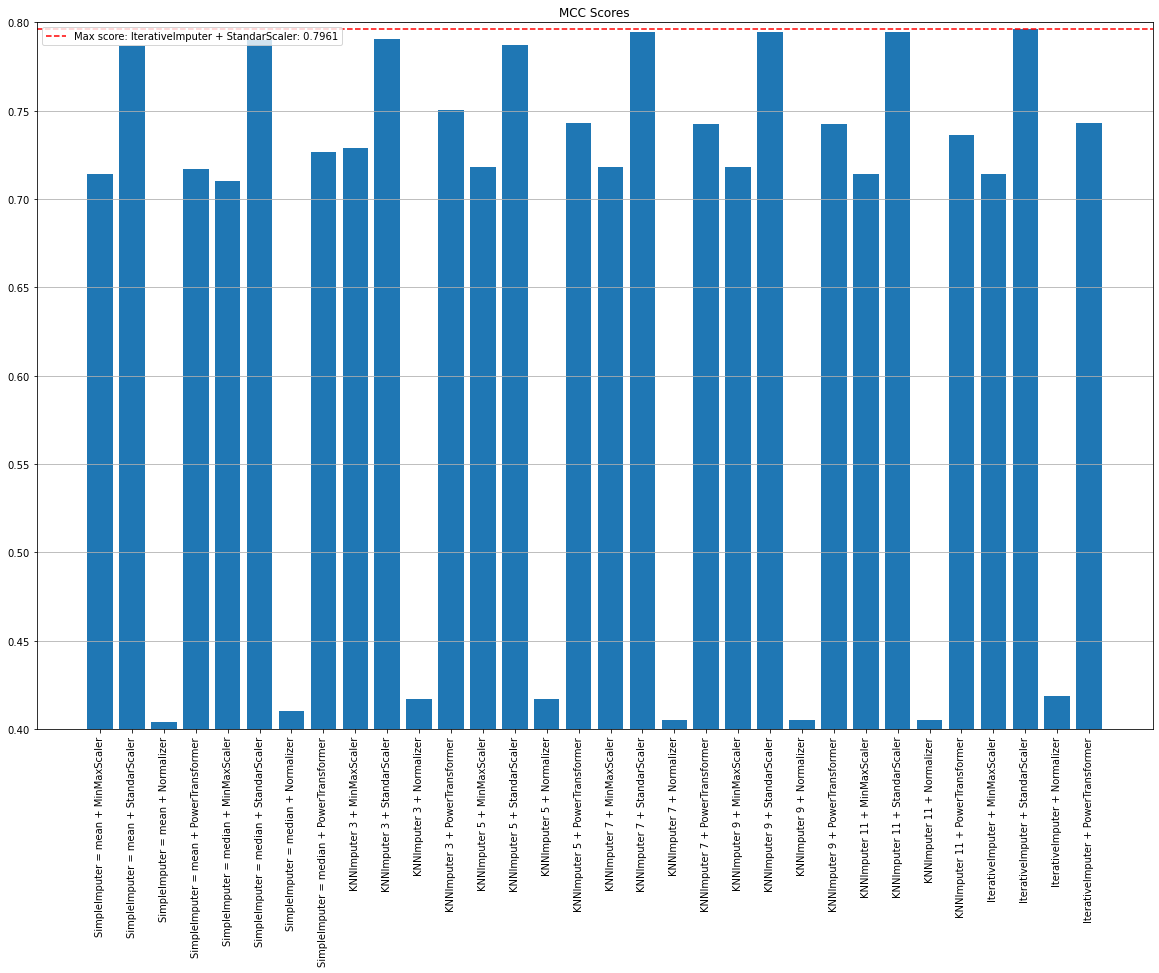 MCC Scores
Max score: IterativeImputer + StandarScaler: 0.7961
0.80
0.75
0.70
0.65
0.60
0.55
0.50
0.45
0.40
SimpleImputer = mean + MinMaxScaler
SimpleImputer = mean + StandarScaler
SimpleImputer = mean + Normalizer
SimpleImputer = mean + PowerTransformer
SimpleImputer = median + MinMaxScaler
SimpleImputer = median + StandarScaler
SimpleImputer = median + Normalizer
SimpleImputer = median + PowerTransformer
KNNImputer 3 + MinMaxScaler
KNNImputer 3 + StandarScaler
KNNImputer 3 + Normalizer
KNNImputer 3 + PowerTransformer
KNNImputer 5 + MinMaxScaler
KNNImputer 5 + StandarScaler
KNNImputer 5 + Normalizer
KNNImputer 5 + PowerTransformer
KNNImputer 7 + MinMaxScaler
KNNImputer 7 + StandarScaler
KNNImputer 7 + Normalizer
KNNImputer 7 + PowerTransformer
KNNImputer 9 + MinMaxScaler
KNNImputer 9 + StandarScaler
KNNImputer 9 + Normalizer
KNNImputer 9 + PowerTransformer
KNNImputer 11 + MinMaxScaler
KNNImputer 11 + StandarScaler
KNNImputer 11 + Normalizer
KNNImputer 11 + PowerTransformer
IterativeImputer + MinMaxScaler
IterativeImputer + StandarScaler
IterativeImputer + Normalizer
IterativeImputer + PowerTransformer